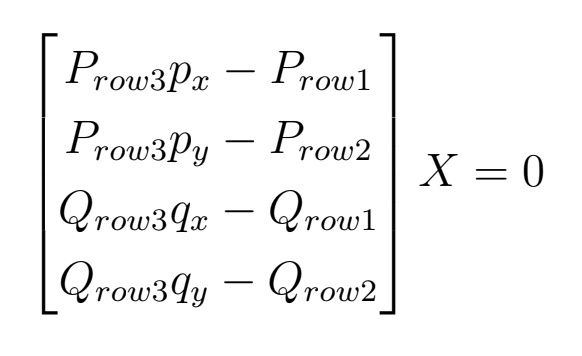 P_{row3}p_x − P_{row1}
P_{row3}p_y − P_{row2}
Q_{row3}q_x − Q_{row1}
Q_{row3}q_y − Q_{row2}
X = 0